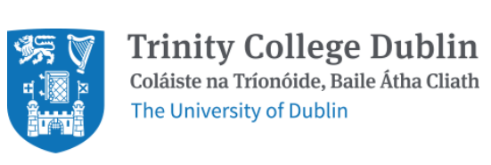 Trinity College Dublin
Coláiste na Tríonóide, Baile Átha Cliath
The University of Dublin